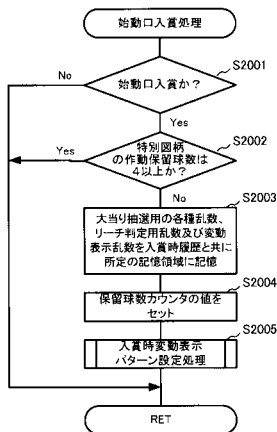 始動口入賞処理
S2001
始動口入賞か?
No
Yes
S2002
特別図柄
の作動保留球数は
4以上か?
Yes
No
S2003
大当り抽選用の各種乱数、
リーチ判定用乱数及び変動
表示乱数を入賞時履歴と共に
所定の記憶領域に記憶
S2004
保留球数カウンタの値を
セット
S2005
入賞時変動表示
パターン設定処理
RET